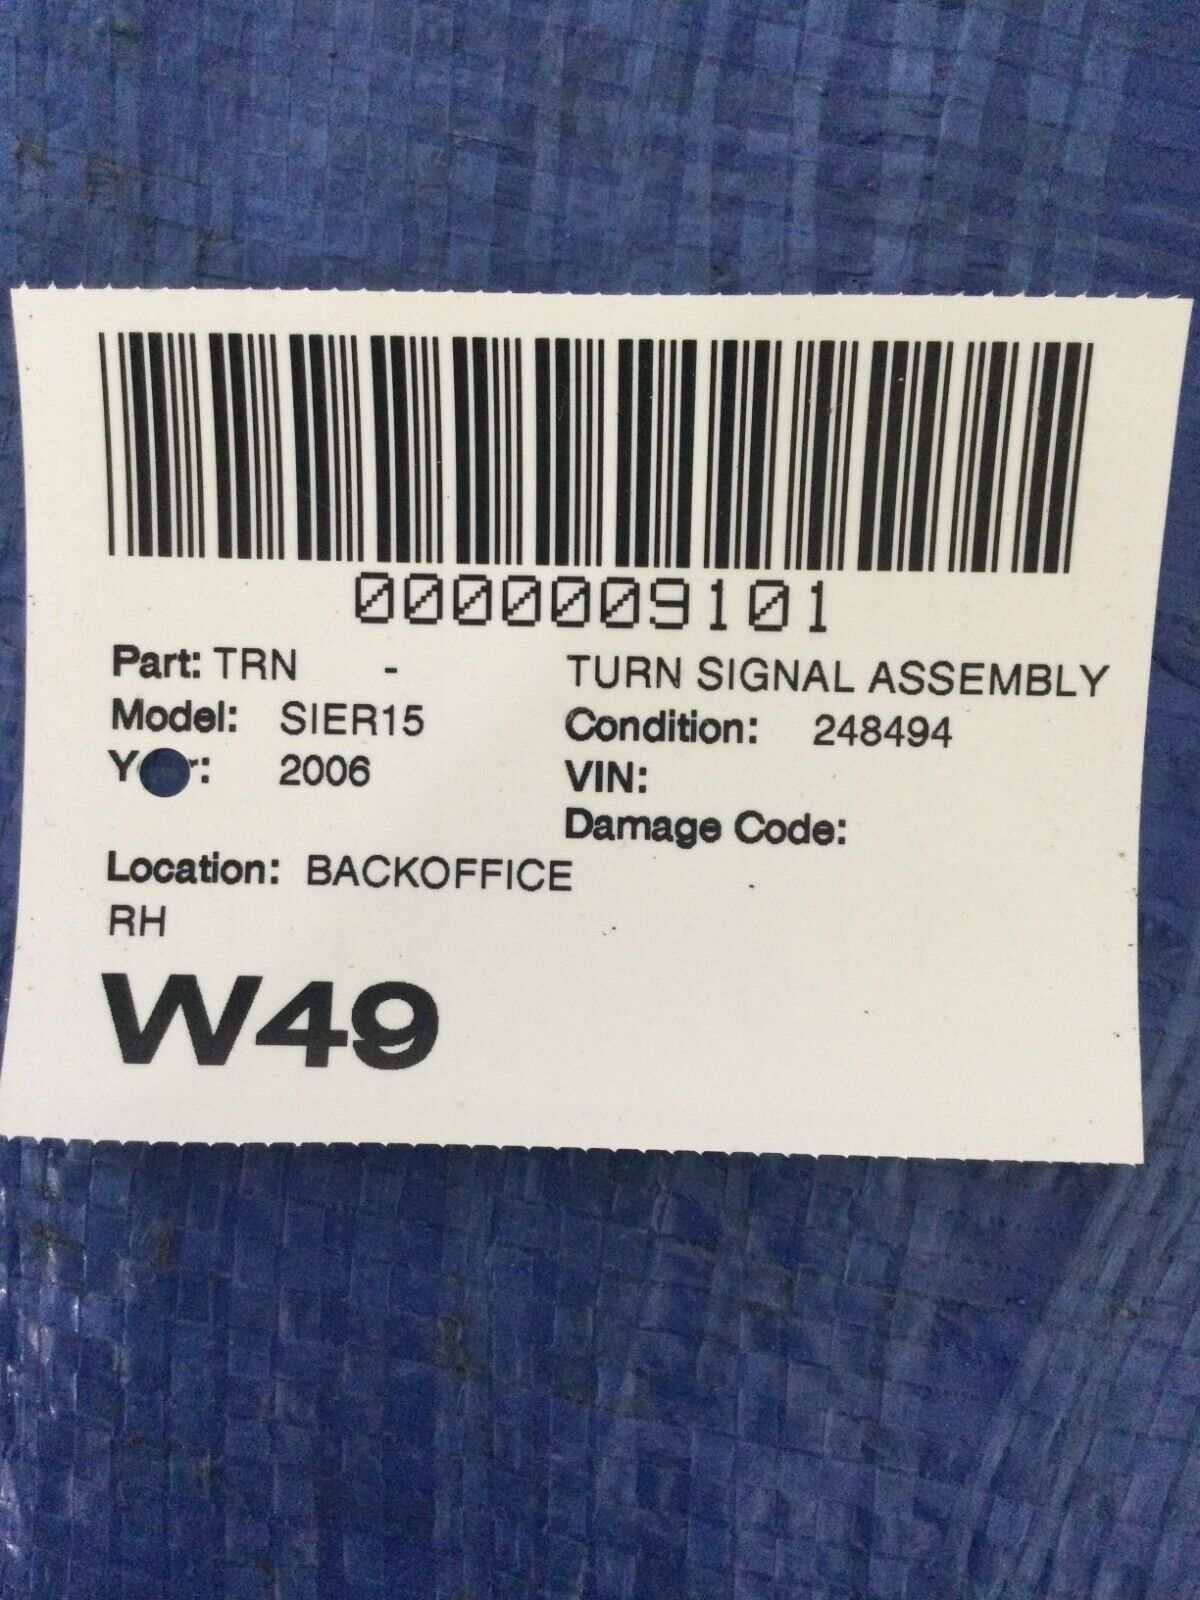 0000009101
Part: TRN - TURN SIGNAL ASSEMBLY
Model: SIER15 Condition: 248494
2006 VIN:
Damage Code:
Location: BACKOFFICE
RH
W49